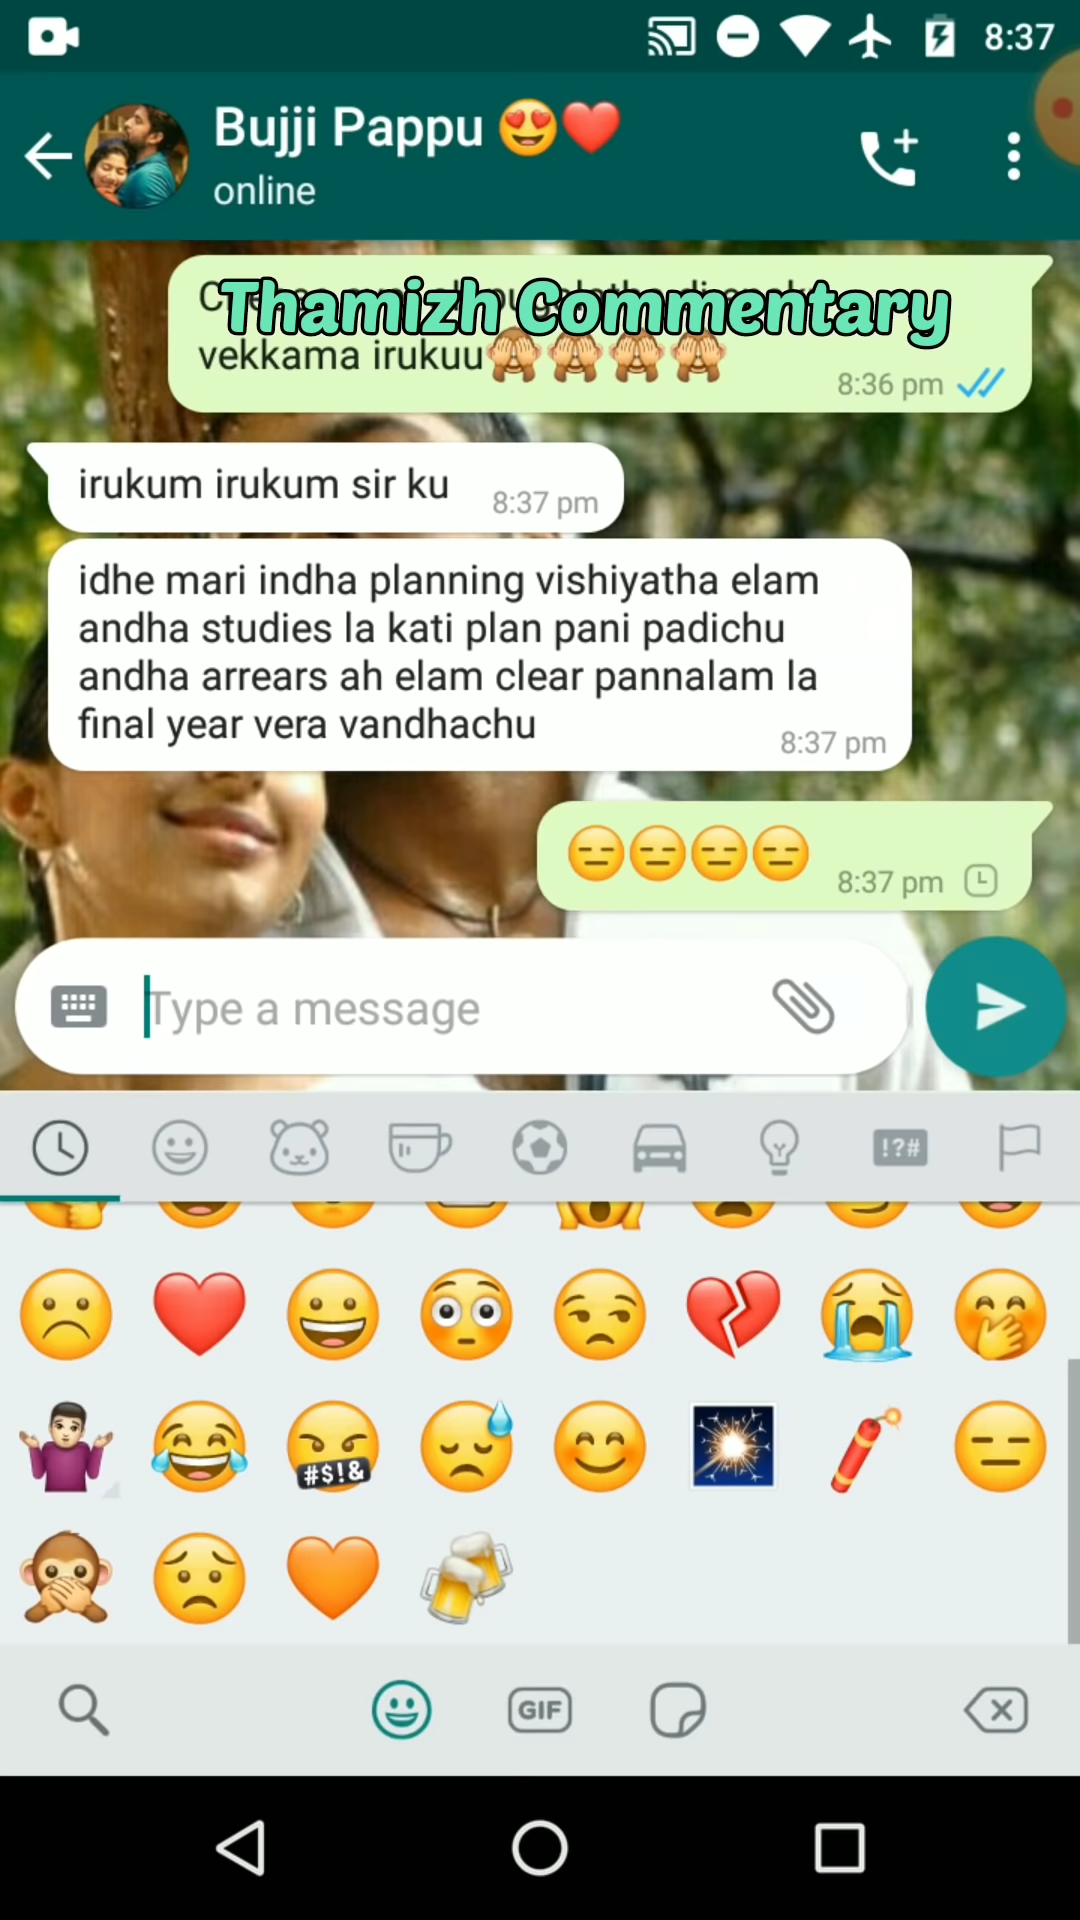 8:37
Bujji Pappu 😍❤️
online
Thamizh Commentary
vekkama irukuu🙈🙈🙈🙈
8:36 pm
irukum irukum sir ku
8:37 pm
idhe mari indha planning vishiyatha elam
andha studies la kati plan pani padichu
andha arrears ah elam clear pannalam la
final year vera vandhachu
8:37 pm
😑😑😑😑
8:37 pm
Type a message
!?#
#$!&
GIF